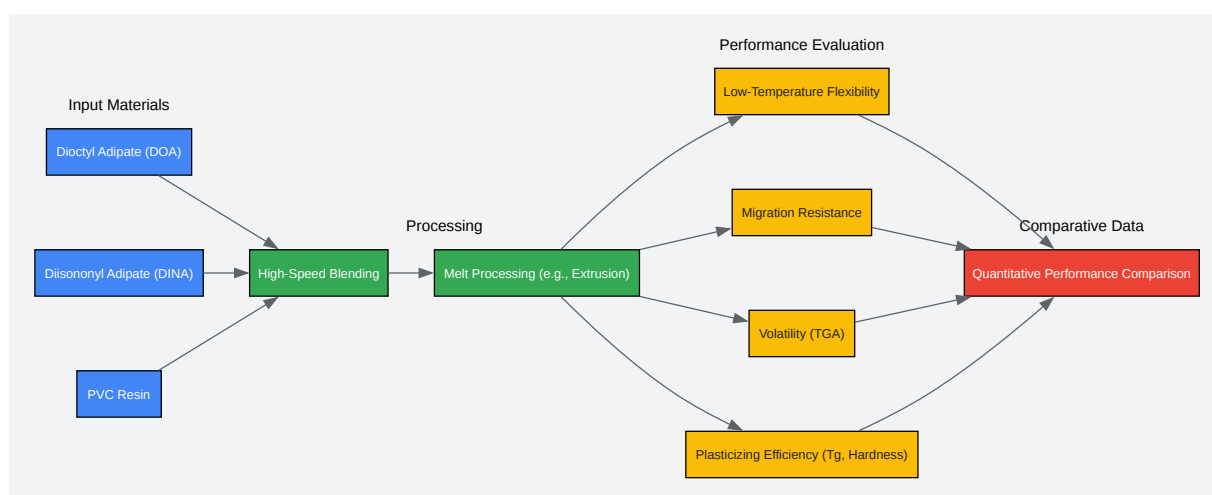 Input Materials
Dioctyl Adipate (DOA)
Diisononyl Adipate (DINA)
PVC Resin
Processing
High-Speed Blending
Melt Processing (e.g., Extrusion)
Performance Evaluation
Low-Temperature Flexibility
Migration Resistance
Volatility (TGA)
Plasticizing Efficiency (Tg, Hardness)
Comparative Data
Quantitative Performance Comparison